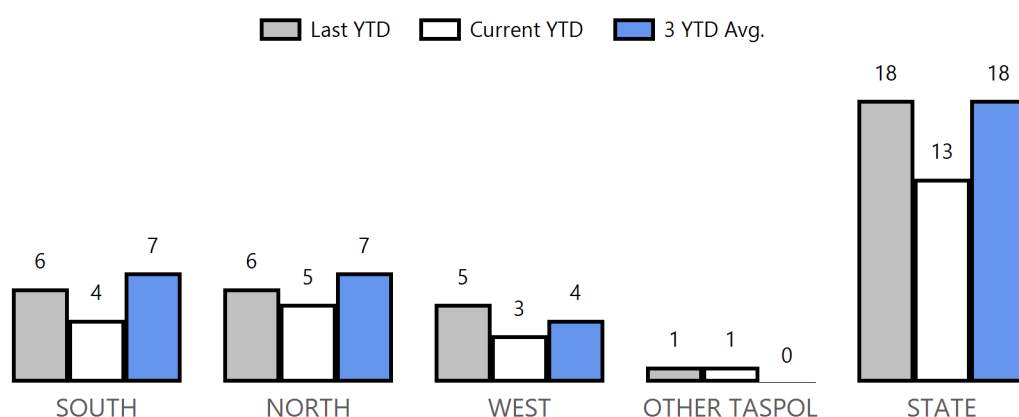 Last YTD Current YTD 3 YTD Avg.
18 18
13
7 7
6 6 5 5 4
4 3
1 1 0
SOUTH NORTH WEST OTHER TASPOL STATE